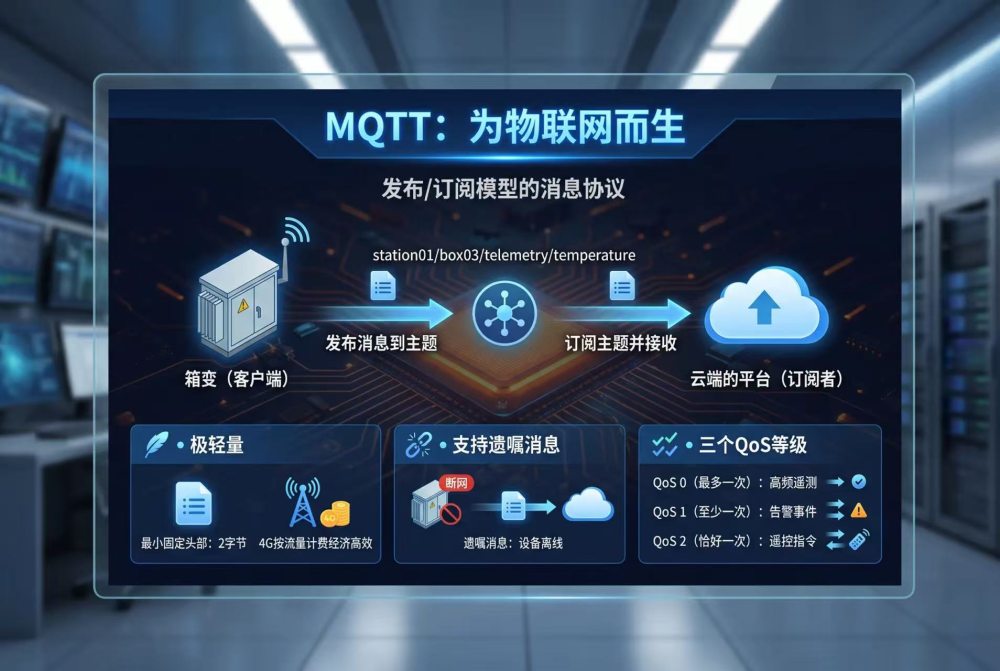 MQTT：为物联网而生
发布/订阅模型的消息协议
station01/box03/telemetry/temperature
发布消息到主题
订阅主题并接收
箱变（客户端）
云端的平台（订阅者）
• 极轻量
最小固定头部：2字节
4G按流量计费经济高效
• 支持遗嘱消息
断网
遗嘱消息：设备离线
• 三个QoS等级
QoS 0（最多一次）：高频遥测
QoS 1（至少一次）：告警事件
QoS 2（恰好一次）：遥控指令